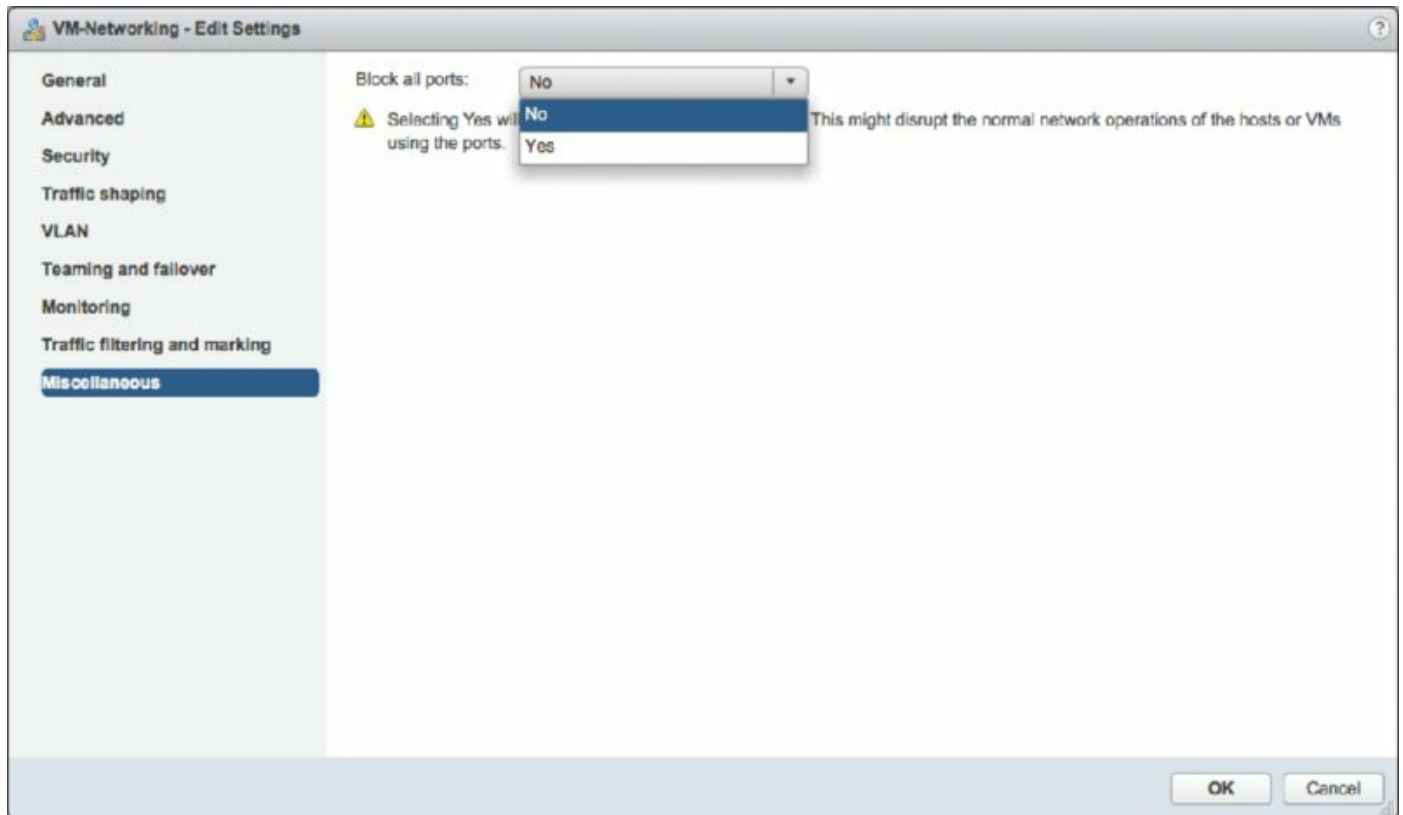 VM-Networking - Edit Settings
?
General
Advanced
Security
Traffic shaping
VLAN
Teaming and failover
Monitoring
Traffic filtering and marking
Miscellaneous
Block all ports:
No
No
Yes
Selecting Yes wil This might disrupt the normal network operations of the hosts or VMs
using the ports.
OK
Cancel